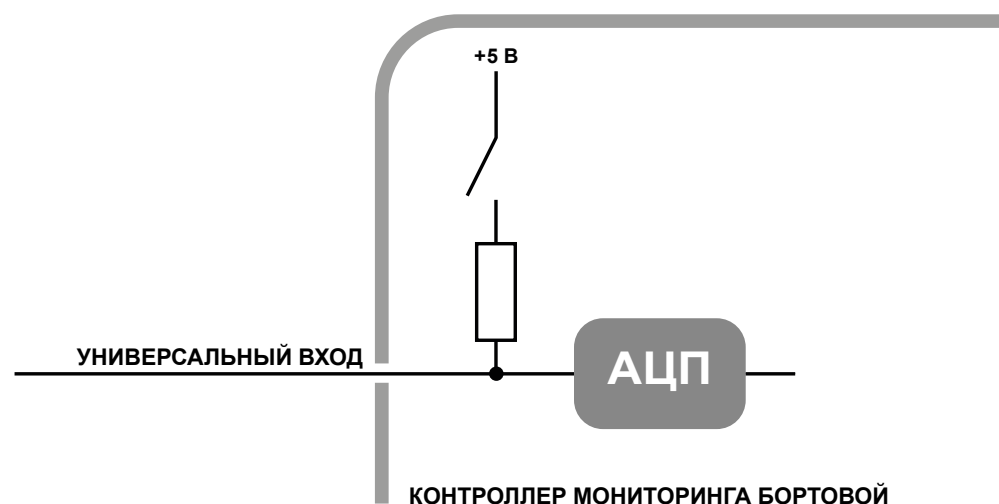 +5 В
УНИВЕРСАЛЬНЫЙ ВХОД
АЦП
КОНТРОЛЛЕР МОНИТОРИНГА БОРТОВОЙ